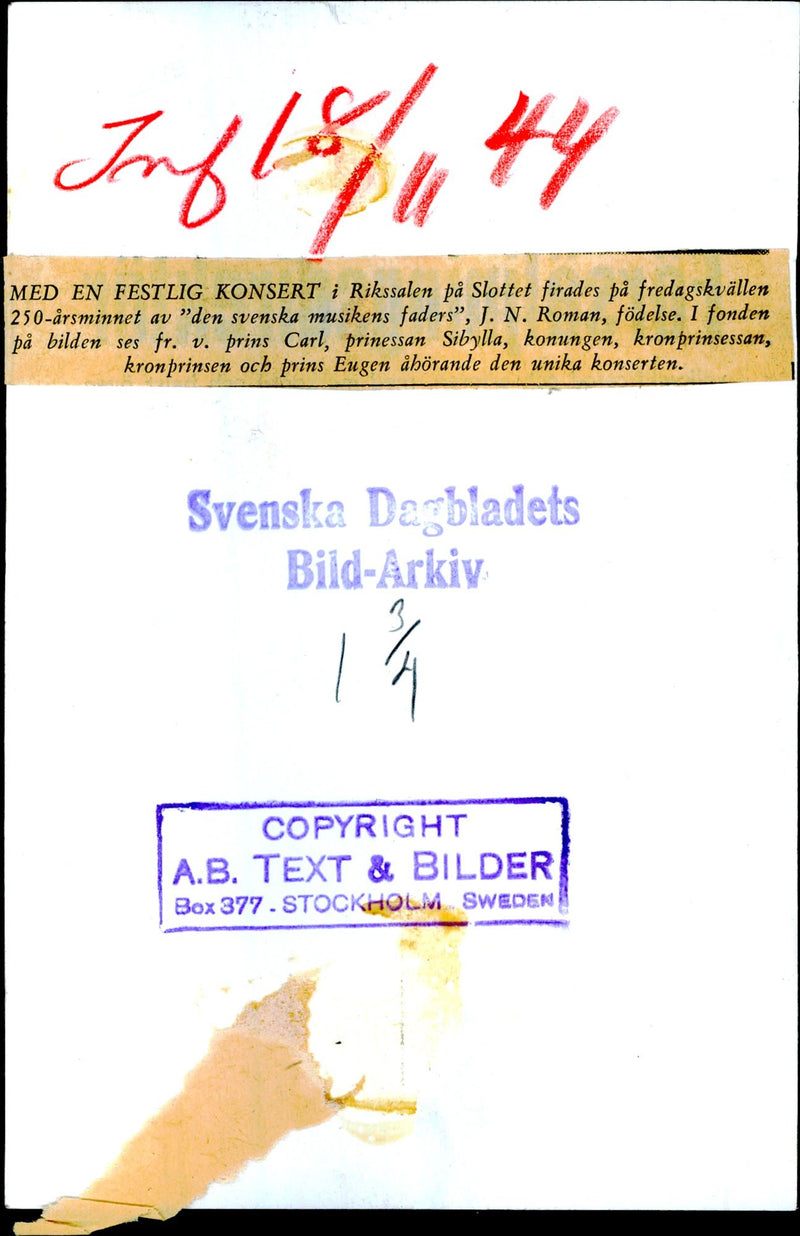 Inf 18/11 44
MED EN FESTLIG KONSERT i Rikssalen på Slottet firades på fredagskvällen
250-årsminnet av ”den svenska musikens faders”, J. N. Roman, födelse. I fonden
på bilden ses fr. v. prins Carl, prinessan Sibylla, konungen, kronprinsessan,
kronprinsen och prins Eugen åhörande den unika konserten.
Svenska Dagbladets
Bild-Arkiv
1 3/4
COPYRIGHT
A.B. TEXT & BILDER
Box 377 - STOCKHOLM - SWEDEN